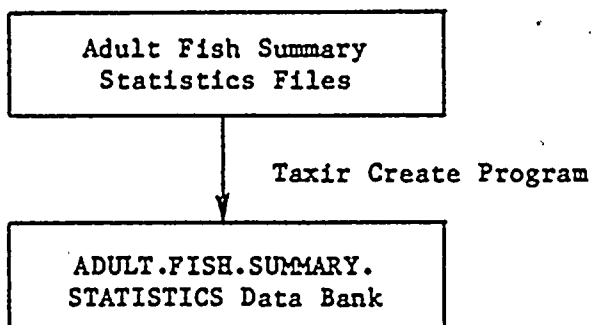 Adult Fish Summary
Statistics Files
Taxir Create Program
ADULT.FISH.SUMMARY.
STATISTICS Data Bank